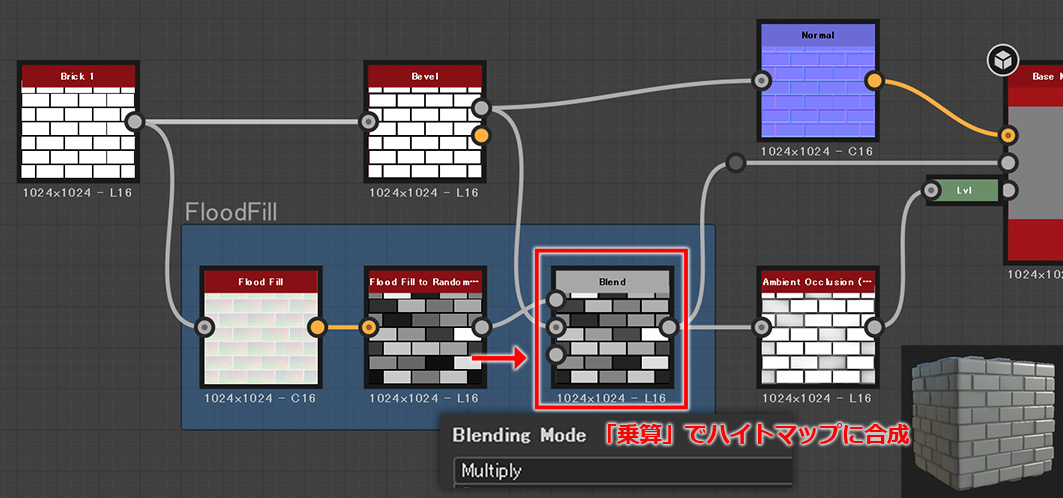 Normal
Brick 1
Bevel
Base
1024x1024 - C16
1024x1024 - L16
1024x1024 - L16
Lvl
FloodFill
Flood Fill
Flood Fill to Random...
Blend
Ambient Occlusion (...
1024x10
1024x1024 - C16
1024x1024 - L16
1024x1024 - L16
1024x1024 - L16
Blending Mode 「乗算」でハイトマップに合成
Multiply